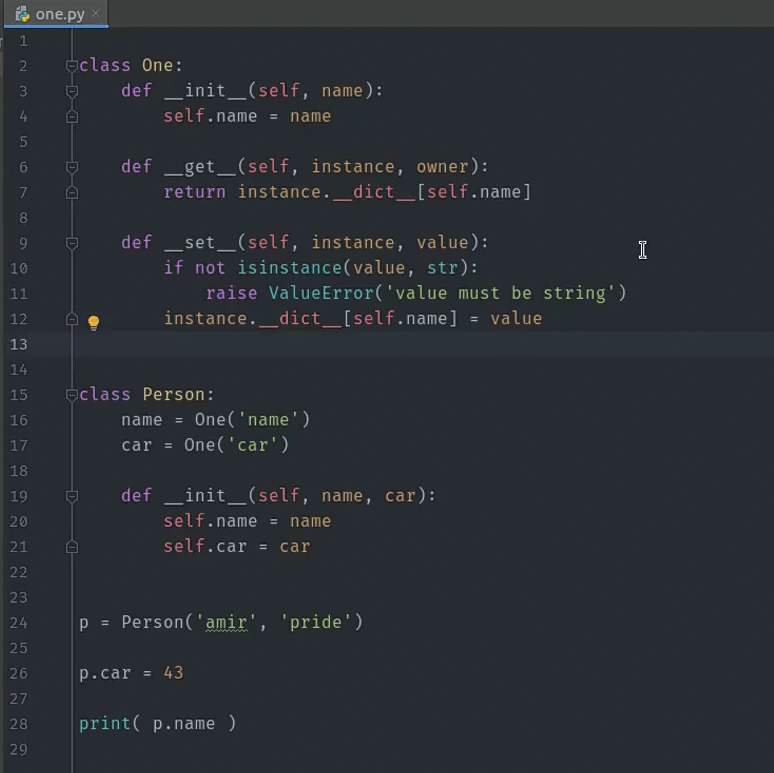 one.py
1
2 class One:
3     def __init__(self, name):
4         self.name = name
5
6     def __get__(self, instance, owner):
7         return instance.__dict__[self.name]
8
9     def __set__(self, instance, value):
10         if not isinstance(value, str):
11             raise ValueError('value must be string')
12         instance.__dict__[self.name] = value
13
14
15 class Person:
16     name = One('name')
17     car = One('car')
18
19     def __init__(self, name, car):
20         self.name = name
21         self.car = car
22
23
24 p = Person('amir', 'pride')
25
26 p.car = 43
27
28 print( p.name )
29